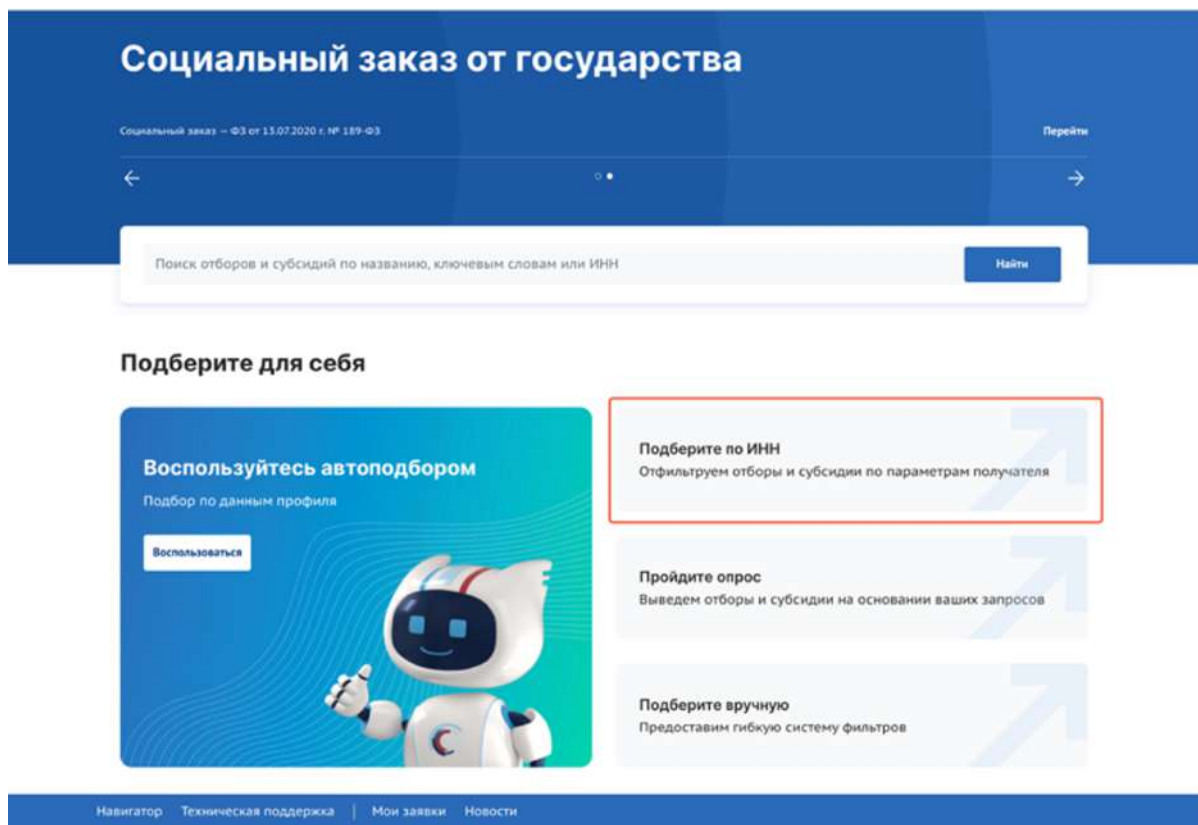 Социальный заказ от государства
Социальный заказ – ФЗ от 13.07.2020 г. № 189-ФЗ
Перейти
Поиск отборов и субсидий по названию, ключевым словам или ИНН
Найти
Подберите для себя
Воспользуйтесь автоподбором
Подбор по данным профиля
Воспользоваться
Подберите по ИНН
Отфильтруем отборы и субсидии по параметрам получателя
Пройдите опрос
Выведем отборы и субсидии на основании ваших запросов
Подберите вручную
Предоставим гибкую систему фильтров
Навигатор Техническая поддержка | Мои заявки Новости